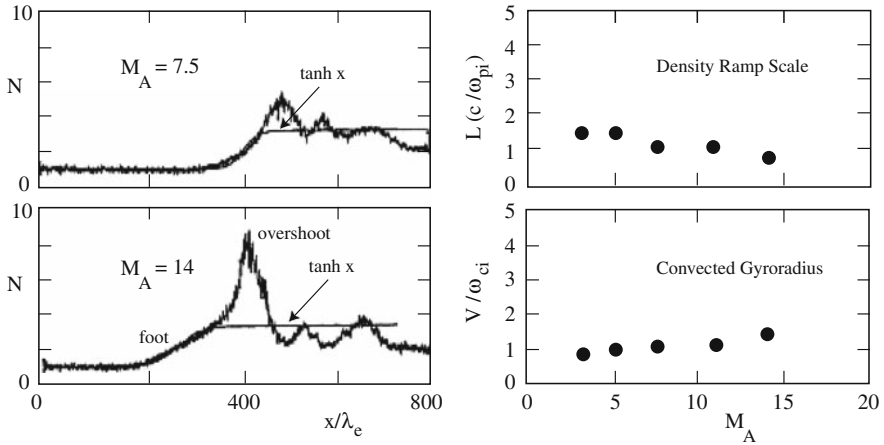 10
N
M_A = 7.5
tanh x
0
10
N
M_A = 14
overshoot
tanh x
foot
0
0
400
800
x/λ_e
5
4
3
2
1
0
L (c/ω_pi)
Density Ramp Scale
5
4
3
2
1
0
V/ω_ci
Convected Gyroradius
0
5
10
15
20
M_A